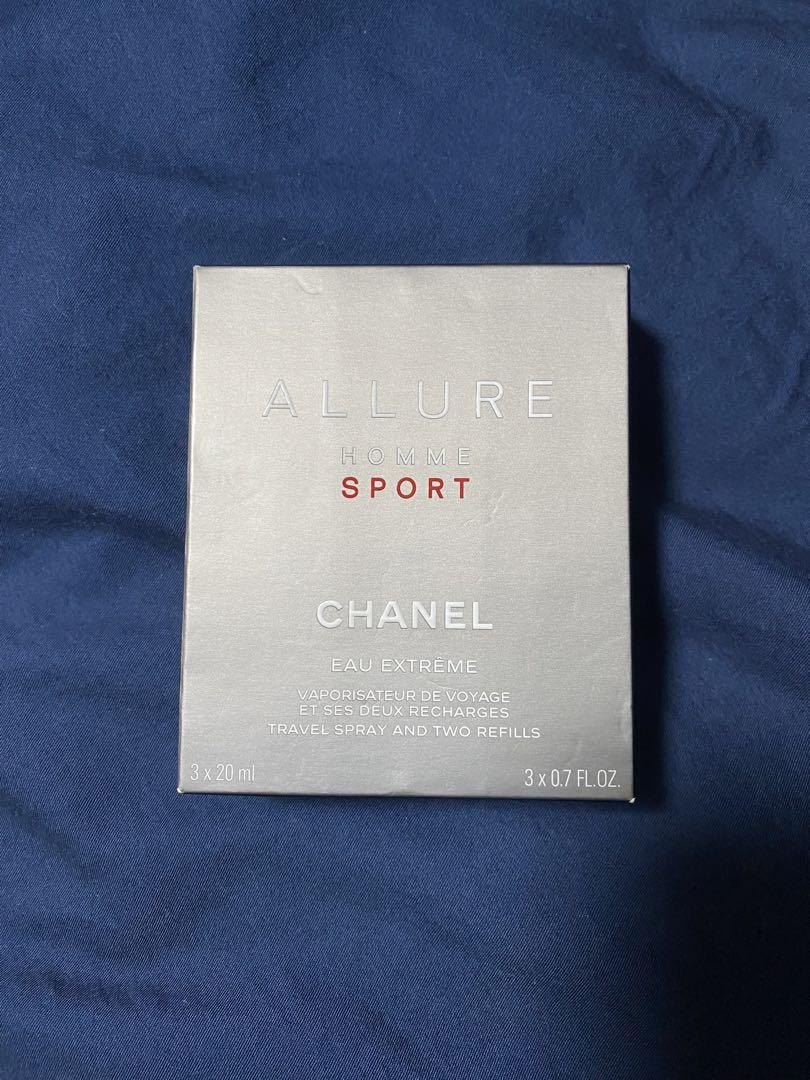 ALLURE
HOMME
SPORT
CHANEL
EAU EXTRÊME
VAPORISATEUR DE VOYAGE
ET SES DEUX RECHARGES
TRAVEL SPRAY AND TWO REFILLS
3 x 20 ml
3 x 0.7 FL.OZ.